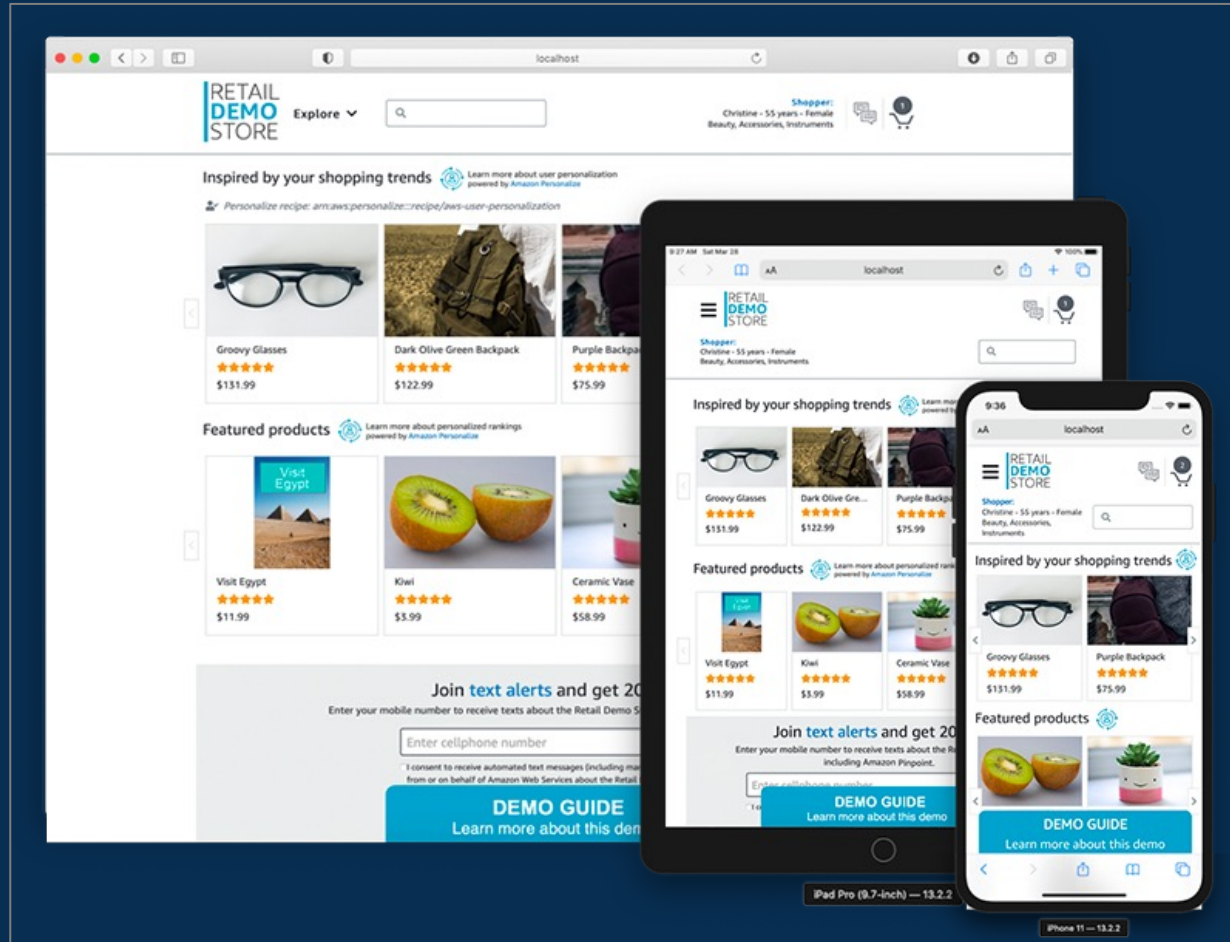 localhost
RETAIL
DEMO
STORE
Explore
Shopper:
Christine - 55 years - Female
Beauty, Accessories, Instruments
1
Inspired by your shopping trends
Learn more about user personalization
powered by Amazon Personalize
Personalize recipe: arn:aws:personalize:::recipe/aws-user-personalization
Groovy Glasses
$131.99
Dark Olive Green Backpack
$122.99
Purple Backpa
$75.99
Featured products
Learn more about personalized rankings
powered by Amazon Personalize
Visit
Egypt
Visit Egypt
$11.99
Kiwi
$3.99
Ceramic Vase
$58.99
Join text alerts and get 20
Enter your mobile number to receive texts about the Retail Demo S
Enter cellphone number
I consent to receive automated text messages (including mar
from or on behalf of Amazon Web Services about the Retail
DEMO GUIDE
Learn more about this dem
9:27 AM Sat Mar 28
100%
AA
localhost
RETAIL
DEMO
STORE
1
Shopper:
Christine - 55 years - Female
Beauty, Accessories, Instruments
Inspired by your shopping trends
Learn mor
powered by
Groovy Glasses
$131.99
Dark Olive Gre...
$122.99
Purple Backpa
$75.99
Featured products
Learn more about personalized rank
powered by Amazon Personalize
Visit
Egypt
Visit Egypt
$11.99
Kiwi
$3.99
Ceramic Vase
$58.99
Join text alerts and get 20
Enter your mobile number to receive texts about the Re
including Amazon Pinpoint.
Enter cellphone number
DEMO GUIDE
Learn more about this demo
iPad Pro (9.7-inch) — 13.2.2
9:36
AA
localhost
RETAIL
DEMO
STORE
2
Shopper:
Christine - 55 years - Female
Beauty, Accessories,
Instruments
Inspired by your shopping trends
Groovy Glasses
$131.99
Purple Backpack
$75.99
Featured products
DEMO GUIDE
Learn more about this demo
iPhone 11 — 13.2.2